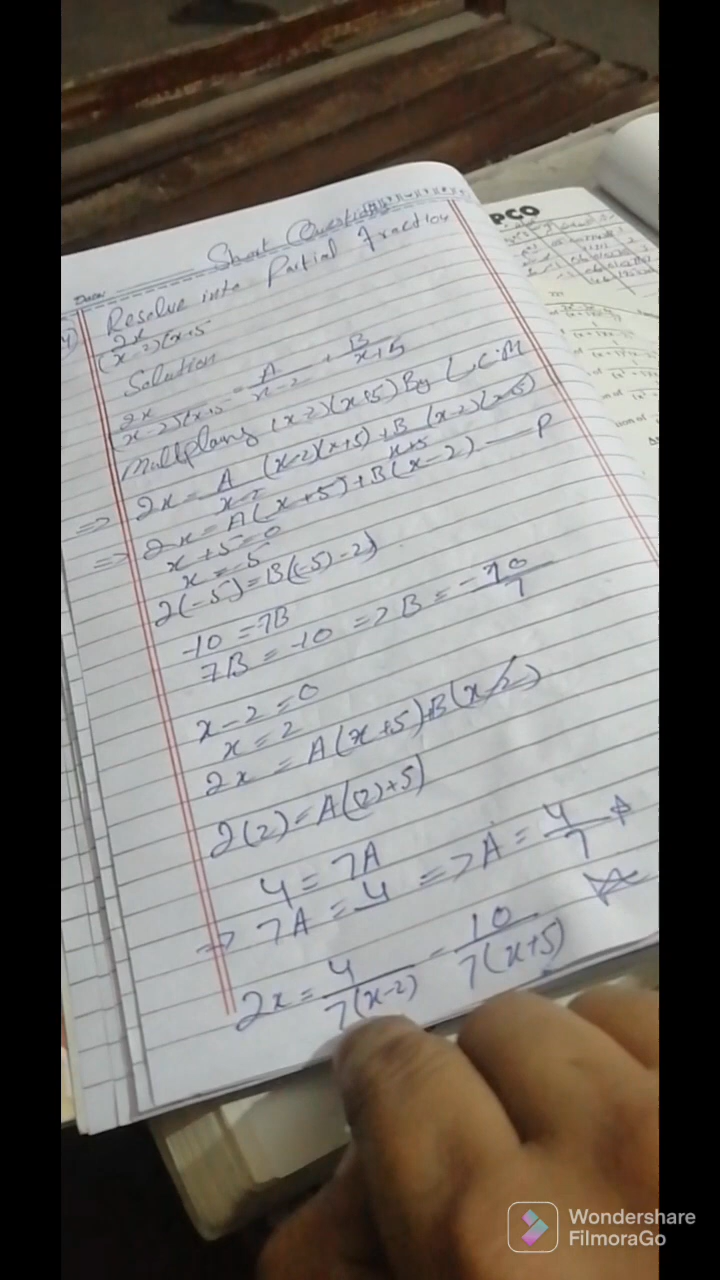 Short Questions
Date:
Resolve into Partial fraction
2x
(x-2)(x+5
Solution
2x/(x-2)(x+5 = A/x-2 + B/x+5
(x-2)(x+5) By L.C.M
=> 2x = A/x-2 (x-2)(x+5) + B/x+5 (x-2)(x+5)
=> 2x = A(x+5)+B(x-2) — P
x+5=0
x=-5
2(-5)=B(-5)-2)
-10=-7B
7B=-10 => B=-10/7
x-2=0
x=2
2x = A(x+5)+B(x-2)
2(2)=A(2)+5)
4=7A
=> 7A=4 => A=4/7
2x = 4/7(x-2) - 10/7(x+5)
PCO
Wondershare
FilmoraGo